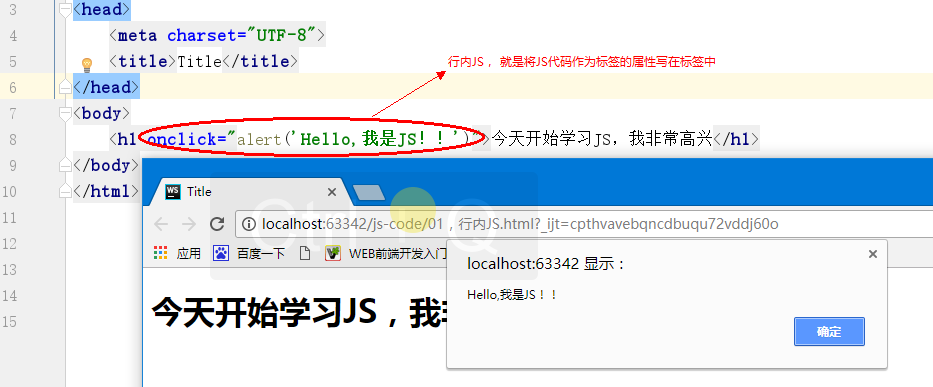 3 <head>
4 <meta charset="UTF-8">
5 <title>Title</title>
行内JS， 就是将JS代码作为标签的属性写在标签中
6 </head>
7 <body>
8 <h1 onclick="alert('Hello,我是JS！！')">今天开始学习JS，我非常高兴</h1>
9 </body>
10 </html>
11
12
13
14
15
WS Title
Ctrl Q
localhost:63342/js-code/01，行内JS.html?_ijt=cpthvavebqncdbuqu72vddj60o
应用 百度一下 WEB前端开发入门
localhost:63342 显示：
Hello,我是JS！！
确定
今天开始学习JS，我